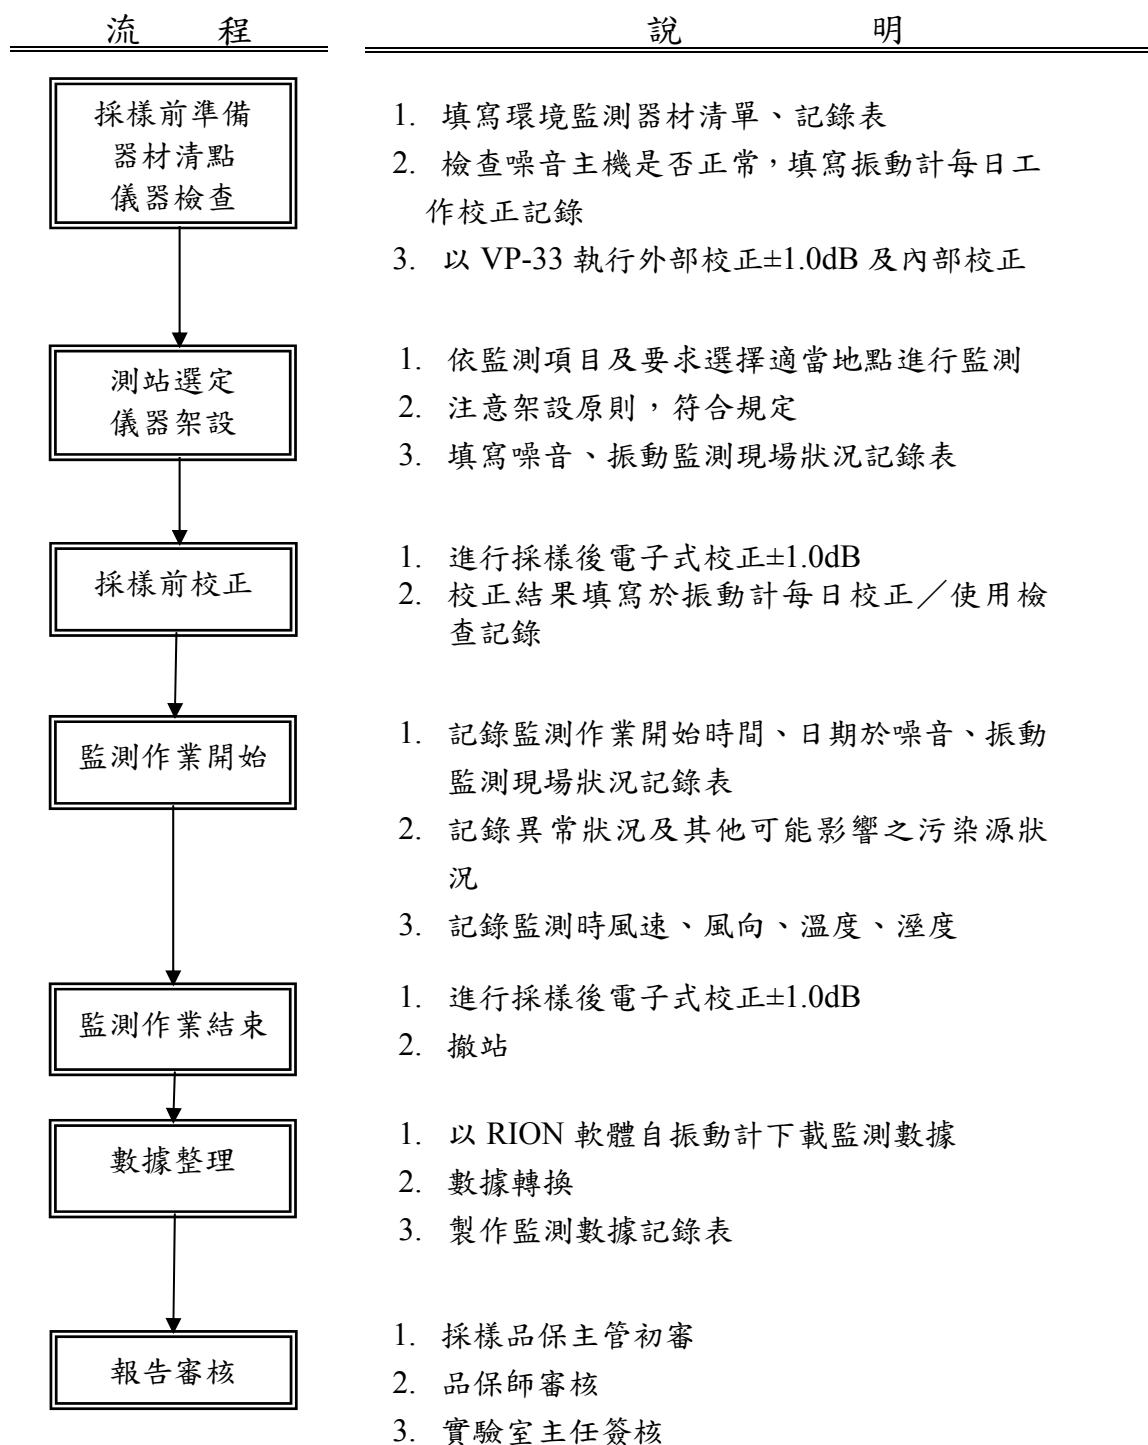 流 程 說 明
採樣前準備
器材清點
儀器檢查
1. 填寫環境監測器材清單、記錄表
2. 檢查噪音主機是否正常，填寫振動計每日工
作校正記錄
3. 以 VP-33 執行外部校正±1.0dB 及內部校正
測站選定
儀器架設
1. 依監測項目及要求選擇適當地點進行監測
2. 注意架設原則，符合規定
3. 填寫噪音、振動監測現場狀況記錄表
採樣前校正
1. 進行採樣後電子式校正±1.0dB
2. 校正結果填寫於振動計每日校正／使用檢
查記錄
監測作業開始
1. 記錄監測作業開始時間、日期於噪音、振動
監測現場狀況記錄表
2. 記錄異常狀況及其他可能影響之污染源狀
況
3. 記錄監測時風速、風向、溫度、溼度
監測作業結束
1. 進行採樣後電子式校正±1.0dB
2. 撤站
數據整理
1. 以 RION 軟體自振動計下載監測數據
2. 數據轉換
3. 製作監測數據記錄表
報告審核
1. 採樣品保主管初審
2. 品保師審核
3. 實驗室主任簽核